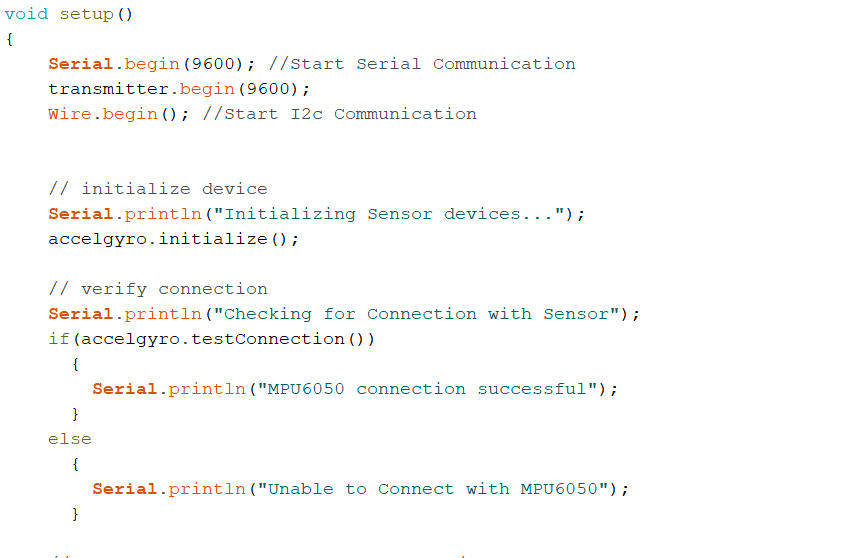 void setup()
{
    Serial.begin(9600); //Start Serial Communication
    transmitter.begin(9600);
    Wire.begin(); //Start I2c Communication
    // initialize device
    Serial.println("Initializing Sensor devices...");
    accelgyro.initialize();
    // verify connection
    Serial.println("Checking for Connection with Sensor");
    if(accelgyro.testConnection())
      {
        Serial.println("MPU6050 connection successful");
      }
    else
      {
        Serial.println("Unable to Connect with MPU6050");
      }